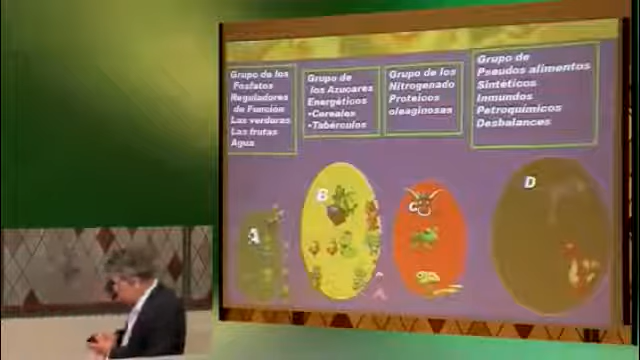 Grupo de los
Fosfatos
Reguladores
de Función
Las verduras
Las frutas
Agua
Grupo de
los Azucares
Energéticos
•Cereales
•Tubérculos
Grupo de los
Nitrogenado
Proteicos
oleaginosas
Grupo de
Pseudos alimentos
Sintéticos
Inmundos
Petroquímicos
Desbalances
A
B
C
D